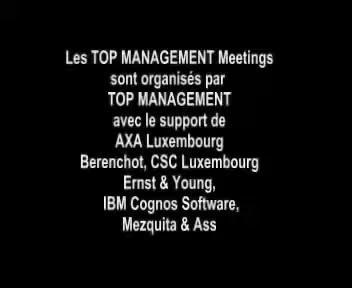 Les TOP MANAGEMENT Meetings
sont organisés par
TOP MANAGEMENT
avec le support de
AXA Luxembourg
Berenchot, CSC Luxembourg
Ernst & Young,
IBM Cognos Software,
Mezquita & Ass